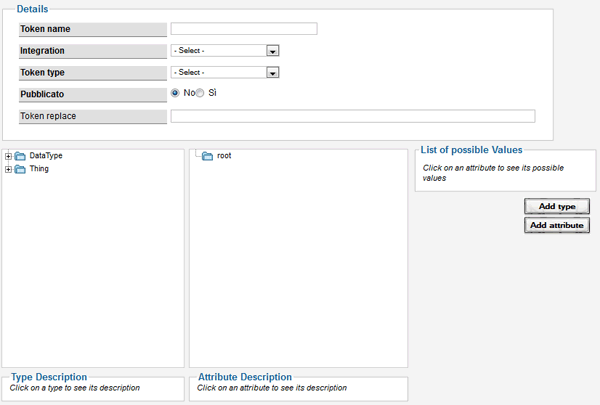 Details
Token name
Integration - Select -
Token type - Select -
Pubblicato No Sì
Token replace
DataType
Thing
root
List of possible Values
Click on an attribute to see its possible
values
Add type
Add attribute
Type Description
Click on a type to see its description
Attribute Description
Click on an attribute to see its description